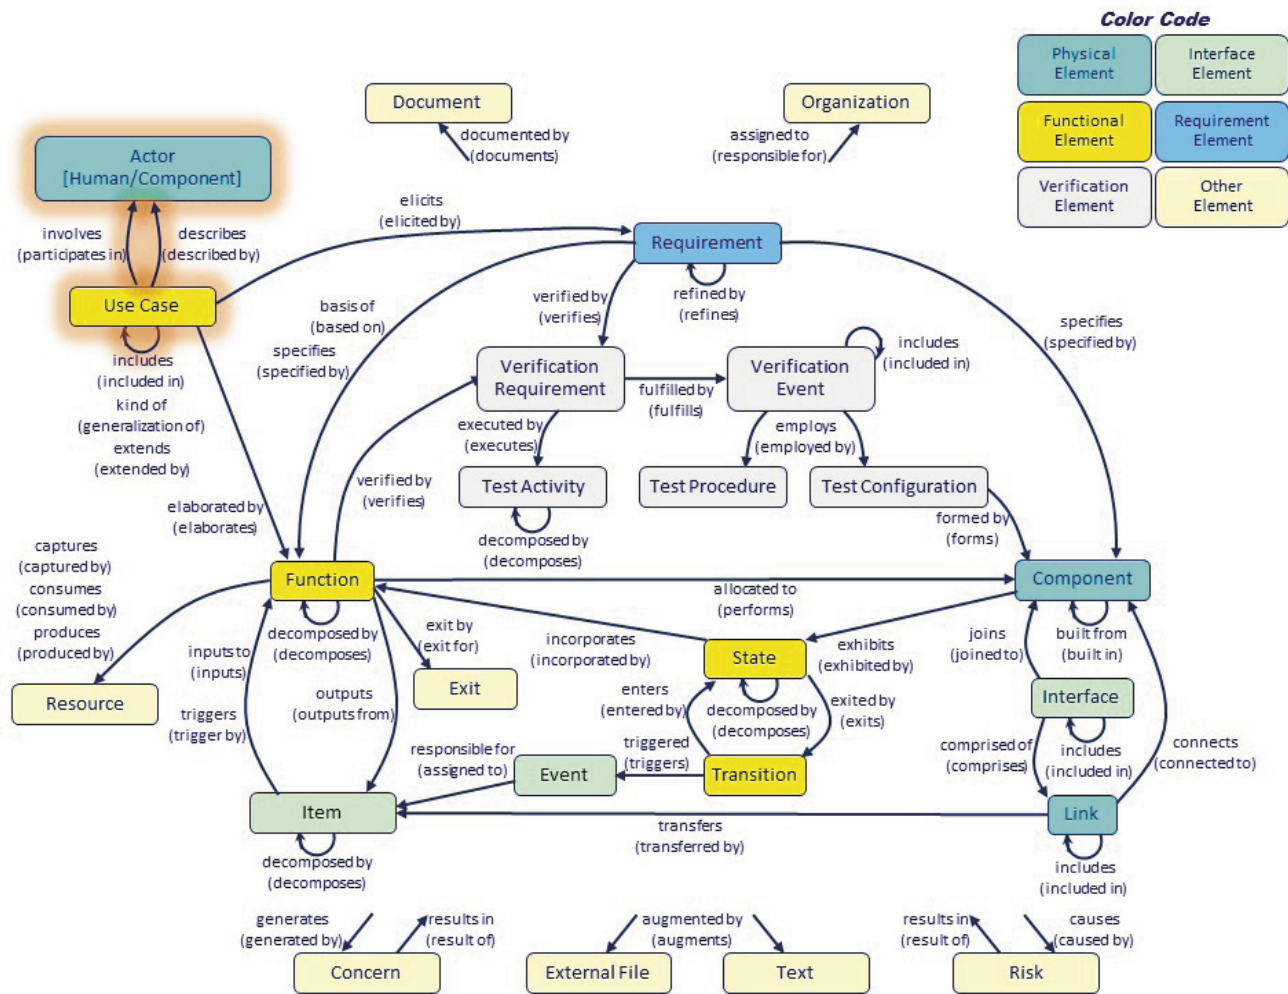 Color Code
Physical
Element
Interface
Element
Functional
Element
Requirement
Element
Verification
Element
Other
Element
Document
documented by
(documents)
Organization
assigned to
(responsible for)
Actor
[Human/Component]
involves
(participates in)
describes
(described by)
elicits
(elicited by)
Requirement
refined by
(refines)
Use Case
includes
(included in)
kind of
(generalization of)
extends
(extended by)
basis of
(based on)
specifies
(specified by)
verified by
(verifies)
specifies
(specified by)
Verification
Requirement
fulfilled by
(fulfills)
Verification
Event
includes
(included in)
executed by
(executes)
employs
(employed by)
Test Activity
decomposed by
(decomposes)
Test Procedure
Test Configuration
formed by
(forms)
verified by
(verifies)
elaborated by
(elaborates)
captures
(captured by)
consumes
(consumed by)
produces
(produced by)
Function
decomposed by
(decomposes)
allocated to
(performs)
Component
built from
(built in)
joins
(joined to)
exit by
(exit for)
Exit
incorporates
(incorporated by)
State
decomposed by
(decomposes)
exhibits
(exhibited by)
enters
(entered by)
exited by
(exits)
Interface
includes
(included in)
Resource
inputs to
(inputs)
triggers
(trigger by)
outputs
(outputs from)
responsible for
(assigned to)
Event
triggered
(triggers)
Transition
comprised of
(comprises)
connects
(connected to)
Item
decomposed by
(decomposes)
transfers
(transferred by)
Link
includes
(included in)
generates
(generated by)
results in
(result of)
Concern
augmented by
(augments)
External File
Text
results in
(result of)
causes
(caused by)
Risk